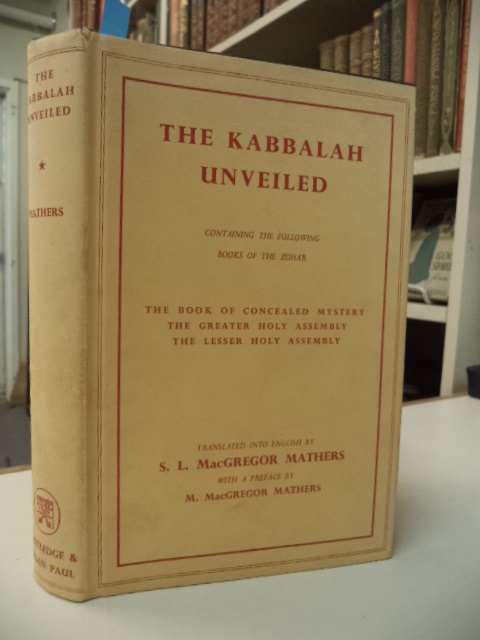 THE
KABBALAH
UNVEILED
MATHERS
&
PAUL
THE KABBALAH
UNVEILED
CONTAINING THE FOLLOWING
BOOKS OF THE ZOHAR
THE BOOK OF CONCEALED MYSTERY
THE GREATER HOLY ASSEMBLY
THE LESSER HOLY ASSEMBLY
TRANSLATED INTO ENGLISH BY
S. L. MacGREGOR MATHERS
WITH A PREFACE BY
M. MacGREGOR MATHERS